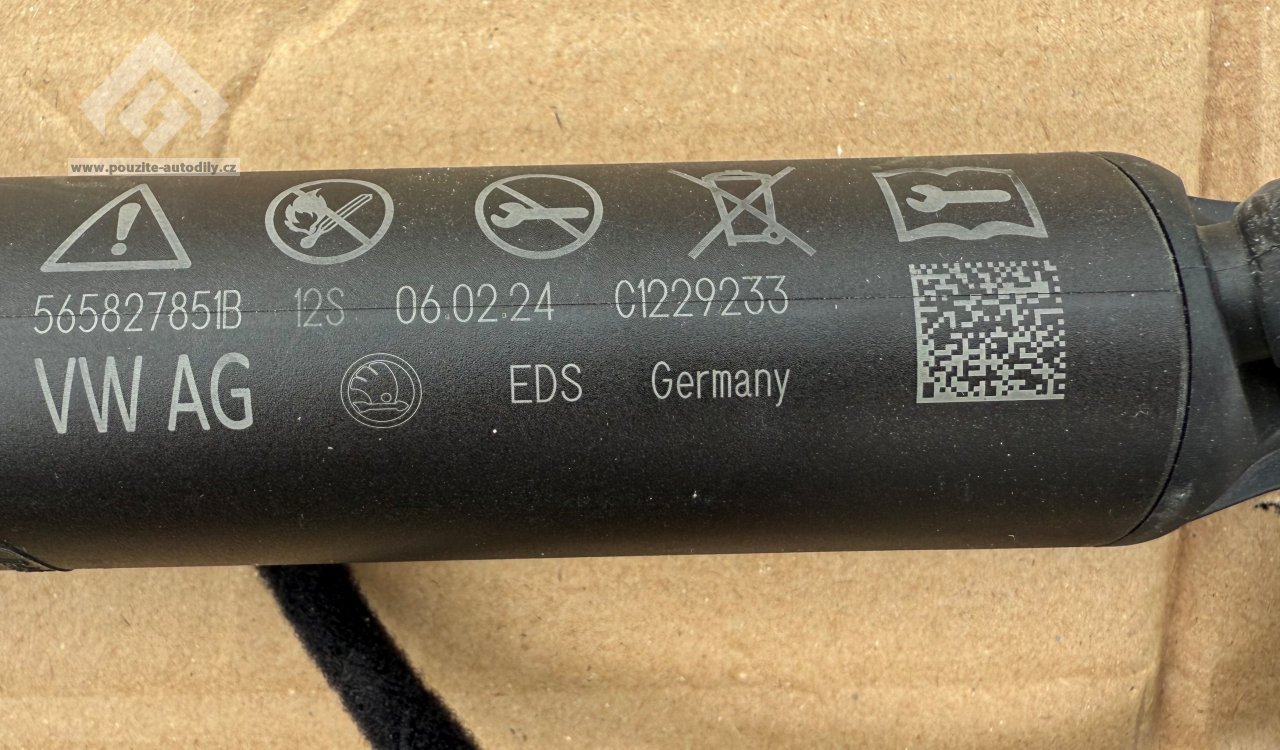 www.pouzite-autodily.cz
565827851B 12S 06.02.24 C1229233
VW AG EDS Germany